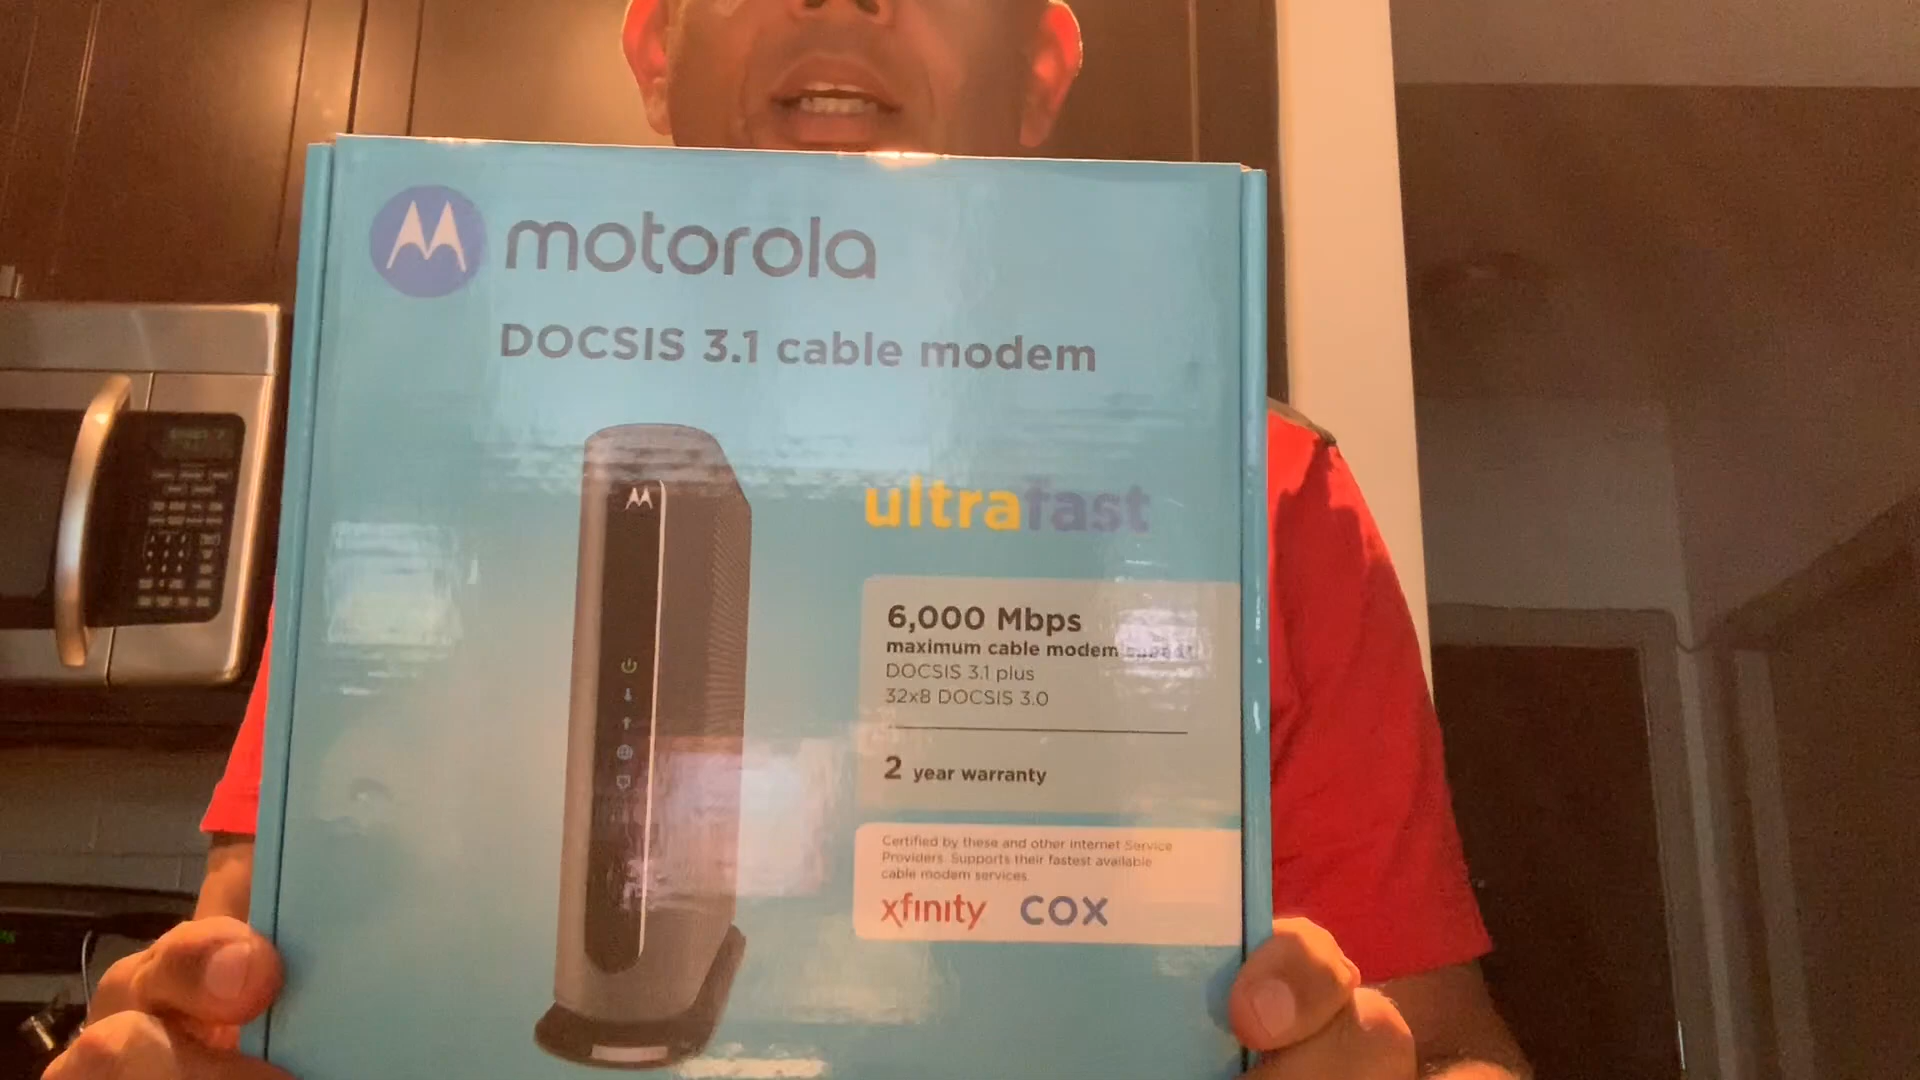 motorola
DOCSIS 3.1 cable modem
ultrafast
6,000 Mbps
maximum cable modem
DOCSIS 3.1 plus
32x8 DOCSIS 3.0
2 year warranty
Certified by these and other Internet Service
Providers. Supports their fastest available
cable modem services.
xfinity COX